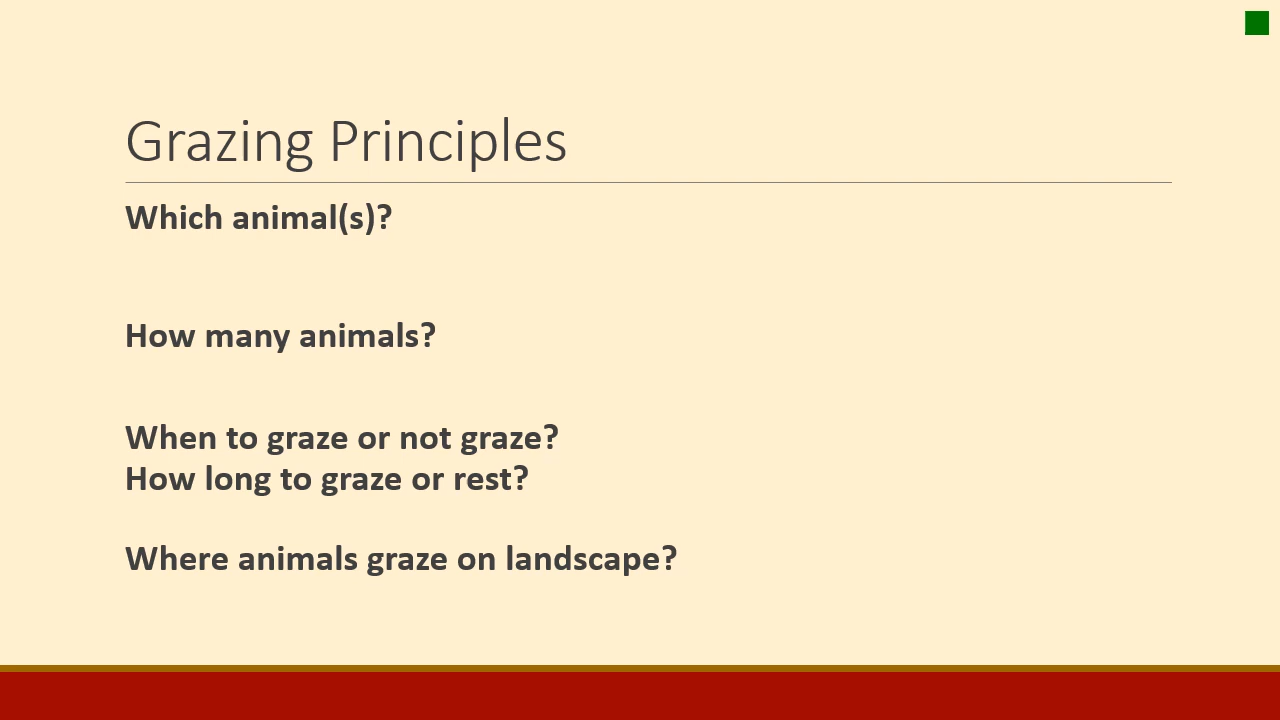 Grazing Principles
Which animal(s)?
How many animals?
When to graze or not graze?
How long to graze or rest?
Where animals graze on landscape?